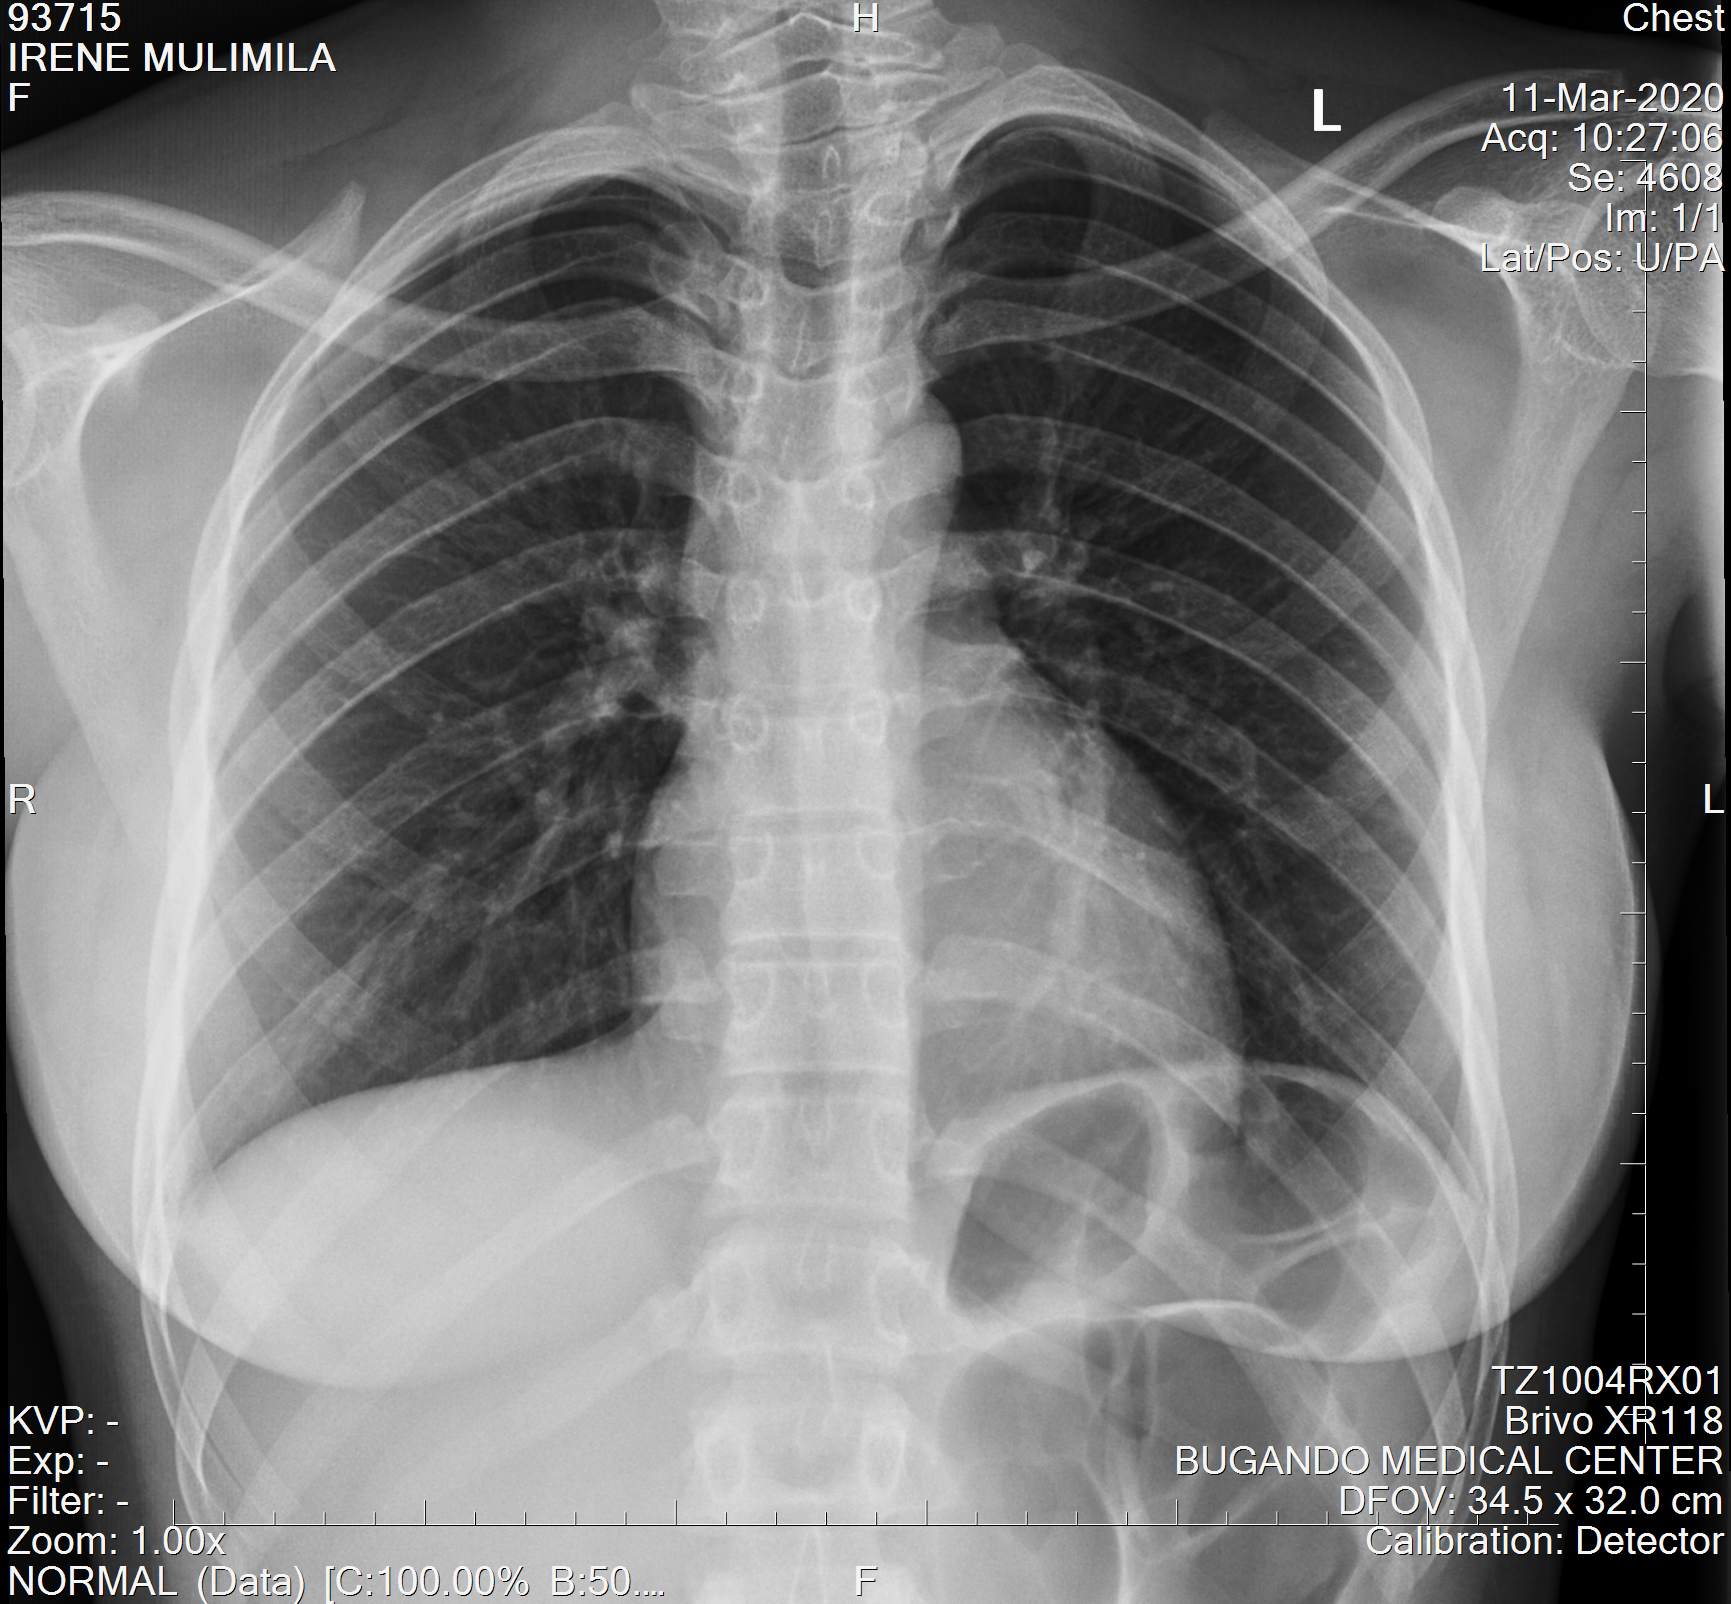 93715
IRENE MULIMILA
F
H
Chest
11-Mar-2020
Acq: 10:27:06
Se: 4608
Im: 1/1
Lat/Pos: U/PA
L
R
L
KVP: -
Exp: -
Filter: -
Zoom: 1.00x
NORMAL (Data) [C:100.00% B:50....
F
TZ1004RX01
Brivo XR118
BUGANDO MEDICAL CENTER
DFOV: 34.5 x 32.0 cm
Calibration: Detector